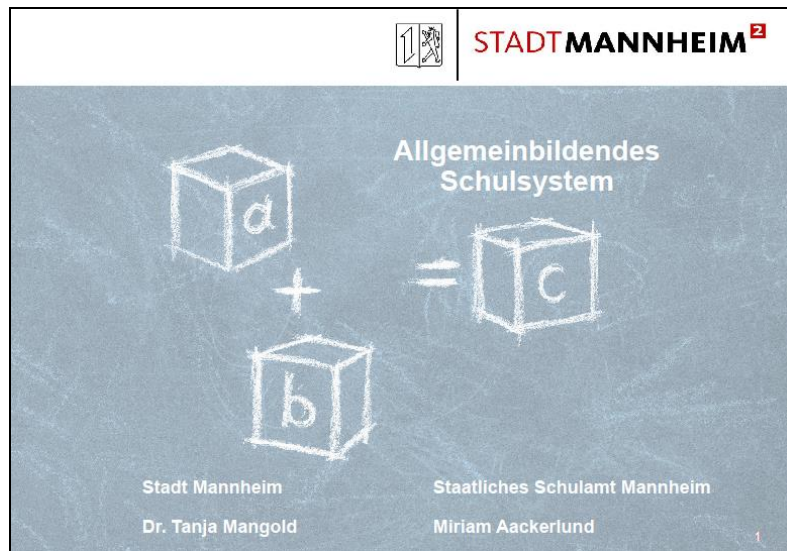 STADTMANNHEIM²
Allgemeinbildendes
Schulsystem
a
+
=
c
b
Stadt Mannheim
Staatliches Schulamt Mannheim
Dr. Tanja Mangold
Miriam Aackerlund
1